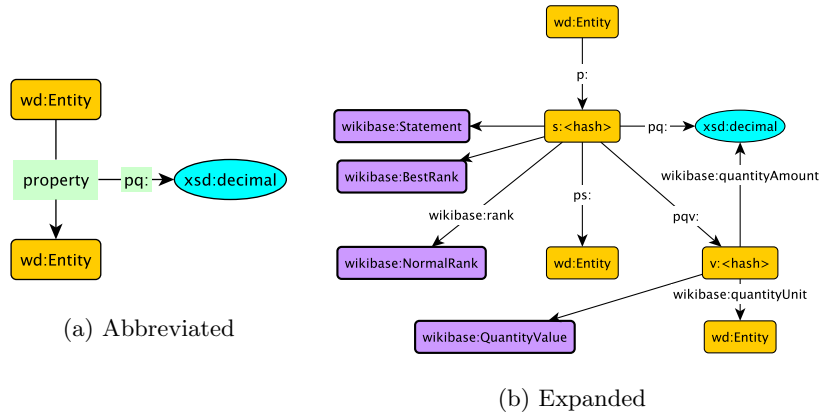 wd:Entity
property
pq:
xsd:decimal
wd:Entity
(a) Abbreviated
wd:Entity
p:
wikibase:Statement
s:<hash>
pq:
xsd:decimal
wikibase:BestRank
wikibase:quantityAmount
ps:
wikibase:rank
pqv:
wikibase:NormalRank
wd:Entity
v:<hash>
wikibase:quantityUnit
wikibase:QuantityValue
wd:Entity
(b) Expanded